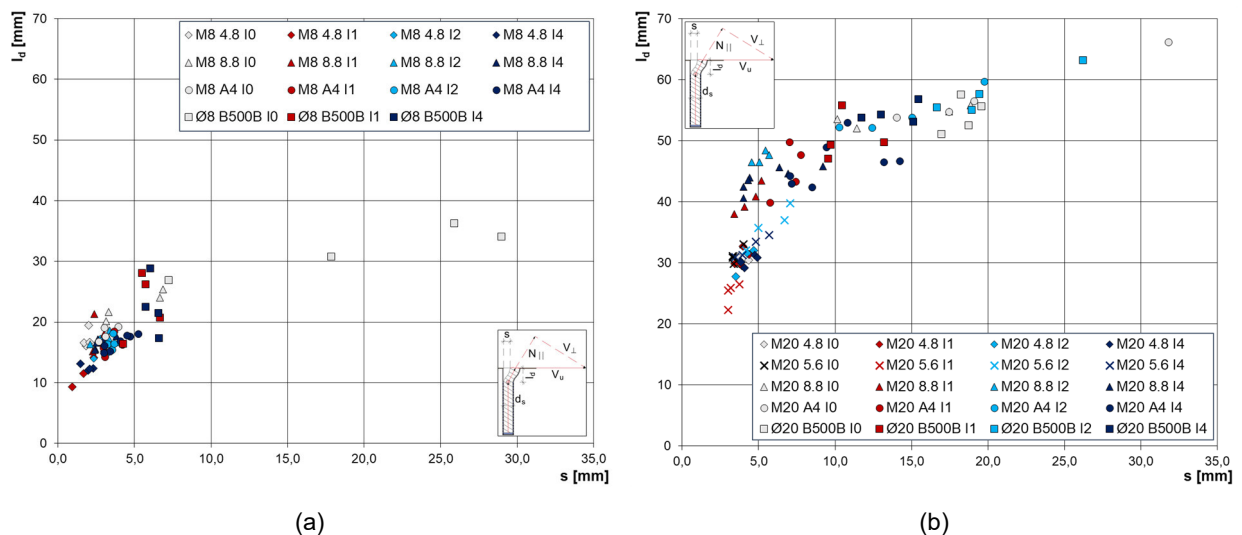 70
60
50
40
30
20
10
0
l_d [mm]
M8 4.8 I0 M8 4.8 I1 M8 4.8 I2 M8 4.8 I4
M8 8.8 I0 M8 8.8 I1 M8 8.8 I2 M8 8.8 I4
M8 A4 I0 M8 A4 I1 M8 A4 I2 M8 A4 I4
Ø8 B500B I0 Ø8 B500B I1 Ø8 B500B I4
s
N||
V⊥
l_d
V_u
d_s
0,0 5,0 10,0 15,0 20,0 25,0 30,0 35,0
s [mm]
(a)
70
60
50
40
30
20
10
0
l_d [mm]
s
N||
V⊥
l_d
V_u
d_s
M20 4.8 I0 M20 4.8 I1 M20 4.8 I2 M20 4.8 I4
M20 5.6 I0 M20 5.6 I1 M20 5.6 I2 M20 5.6 I4
M20 8.8 I0 M20 8.8 I1 M20 8.8 I2 M20 8.8 I4
M20 A4 I0 M20 A4 I1 M20 A4 I2 M20 A4 I4
Ø20 B500B I0 Ø20 B500B I1 Ø20 B500B I2 Ø20 B500B I4
0,0 5,0 10,0 15,0 20,0 25,0 30,0 35,0
s [mm]
(b)